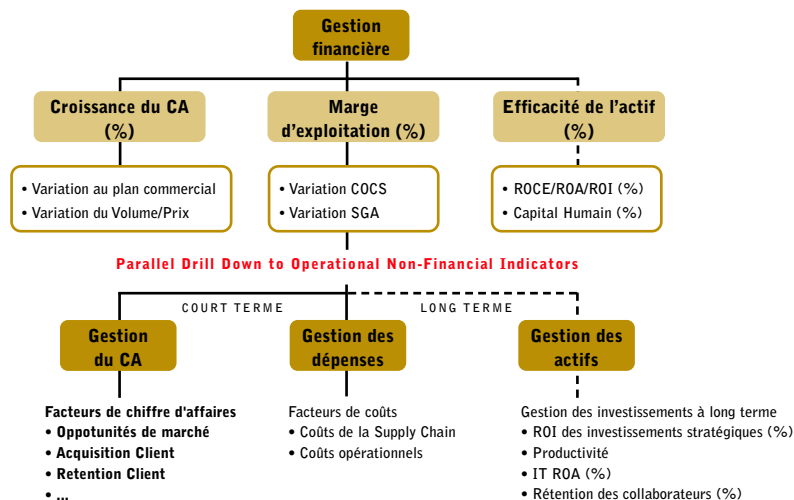 Gestion
financière
Croissance du CA
(%)
Marge
d'exploitation (%)
Efficacité de l'actif
(%)
• Variation au plan commercial
• Variation du Volume/Prix
• Variation COCS
• Variation SGA
• ROCE/ROA/ROI (%)
• Capital Humain (%)
Parallel Drill Down to Operational Non-Financial Indicators
COURT TERME
LONG TERME
Gestion
du CA
Gestion des
dépenses
Gestion des
actifs
Facteurs de chiffre d'affaires
• Oppotunités de marché
• Acquisition Client
• Retention Client
• ...
Facteurs de coûts
• Coûts de la Supply Chain
• Coûts opérationnels
Gestion des investissements à long terme
• ROI des investissements stratégiques (%)
• Productivité
• IT ROA (%)
• Rétention des collaborateurs (%)